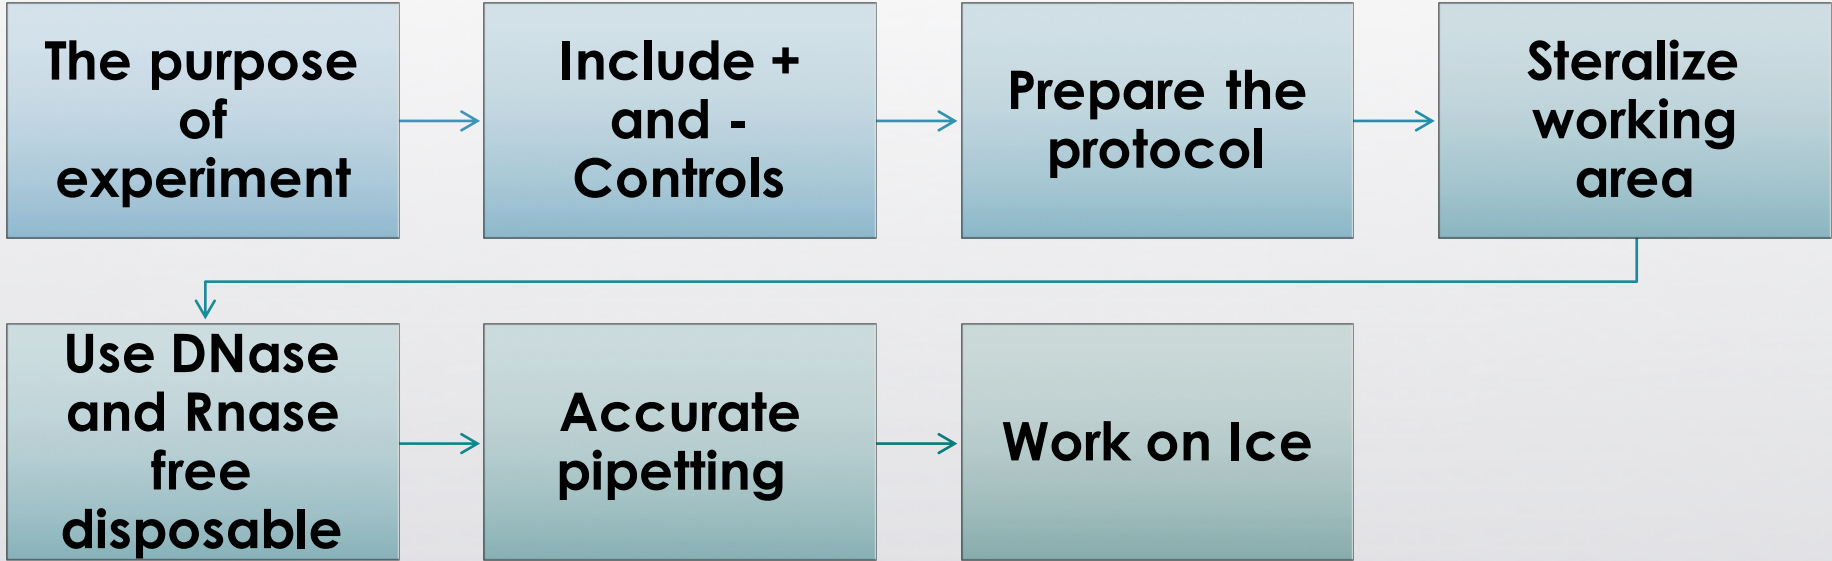 The purpose
of
experiment
Include +
and -
Controls
Prepare the
protocol
Steralize
working
area
Use DNase
and Rnase
free
disposable
Accurate
pipetting
Work on Ice